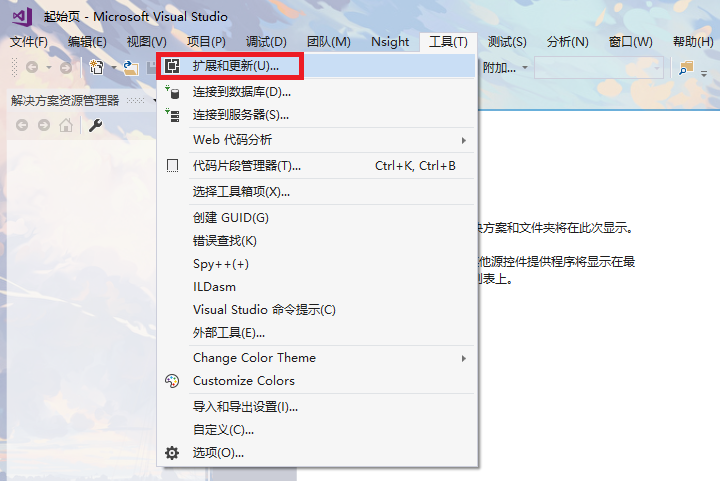 起始页 - Microsoft Visual Studio
文件(F) 编辑(E) 视图(V) 项目(P) 调试(D) 团队(M) Nsight 工具(T) 测试(S) 分析(N) 窗口(W) 帮助(H)
扩展和更新(U)...
附加...
解决方案资源管理器
连接到数据库(D)...
连接到服务器(S)...
Web 代码分析
代码片段管理器(T)... Ctrl+K, Ctrl+B
选择工具箱项(X)...
创建 GUID(G)
方案和文件夹将在此次显示。
错误查找(K)
Spy++(+)
他源控件提供程序将显示在最
列表上。
ILDasm
Visual Studio 命令提示(C)
外部工具(E)...
Change Color Theme
Customize Colors
导入和导出设置(I)...
自定义(C)...
选项(O)...